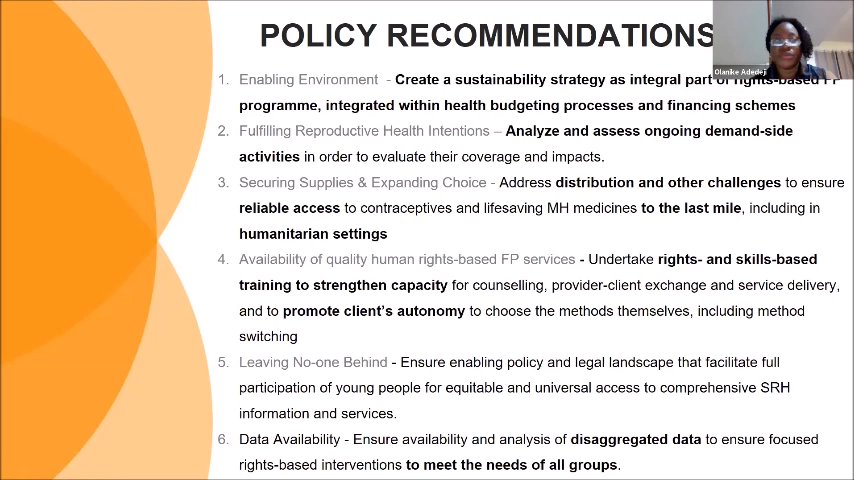 POLICY RECOMMENDATIONS
Olanike Adedeji
1. Enabling Environment - Create a sustainability strategy as integral part of rights-based FP
programme, integrated within health budgeting processes and financing schemes
2. Fulfilling Reproductive Health Intentions – Analyze and assess ongoing demand-side
activities in order to evaluate their coverage and impacts.
3. Securing Supplies & Expanding Choice - Address distribution and other challenges to ensure
reliable access to contraceptives and lifesaving MH medicines to the last mile, including in
humanitarian settings
4. Availability of quality human rights-based FP services - Undertake rights- and skills-based
training to strengthen capacity for counselling, provider-client exchange and service delivery,
and to promote client's autonomy to choose the methods themselves, including method
switching
5. Leaving No-one Behind - Ensure enabling policy and legal landscape that facilitate full
participation of young people for equitable and universal access to comprehensive SRH
information and services.
6. Data Availability - Ensure availability and analysis of disaggregated data to ensure focused
rights-based interventions to meet the needs of all groups.